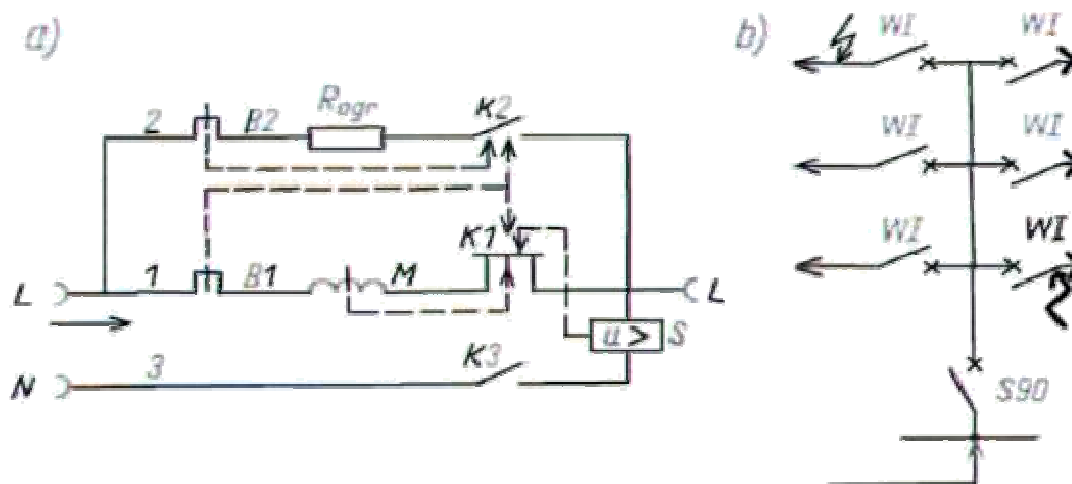 a)
2 B2 Rogr K2
K1
L 1 B1 M L
u> S
N 3 K3
b)
WI WI
WI WI
WI WI
S90